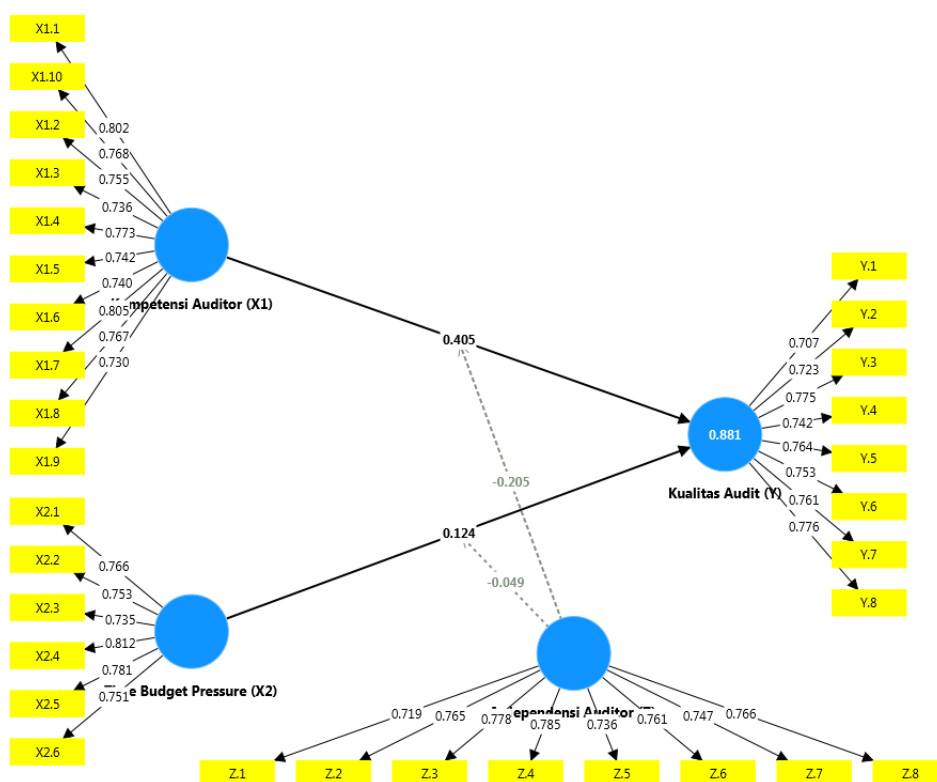 X1.1
X1.10
X1.2
X1.3
X1.4
X1.5
X1.6
X1.7
X1.8
X1.9
0.802
0.768
0.755
0.736
0.773
0.742
0.740
0.805
0.767
0.730
mpetensi Auditor (X1)
X2.1
X2.2
X2.3
X2.4
X2.5
X2.6
0.766
0.753
0.735
0.812
0.781
0.751
e Budget Pressure (X2)
0.405
-0.205
0.124
-0.049
0.881
Kualitas Audit (Y)
Y.1
Y.2
Y.3
Y.4
Y.5
Y.6
Y.7
Y.8
0.707
0.723
0.775
0.742
0.764
0.753
0.761
0.776
Auditor
0.719
0.765
0.778
0.785
0.736
0.761
0.747
0.766
Z.1
Z.2
Z.3
Z.4
Z.5
Z.6
Z.7
Z.8